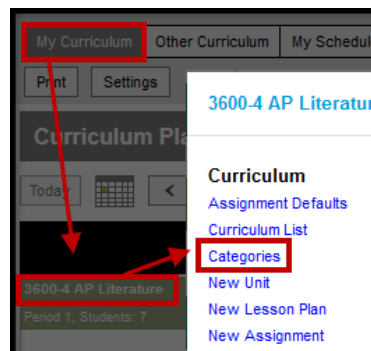 My Curriculum Other Curriculum My Schedul
Print Settings
3600-4 AP Literatur
Curriculum Pla
Today <
Curriculum
Assignment Defaults
Curriculum List
Categories
New Unit
New Lesson Plan
New Assignment
3600-4 AP Literature
Period 1, Students: 7